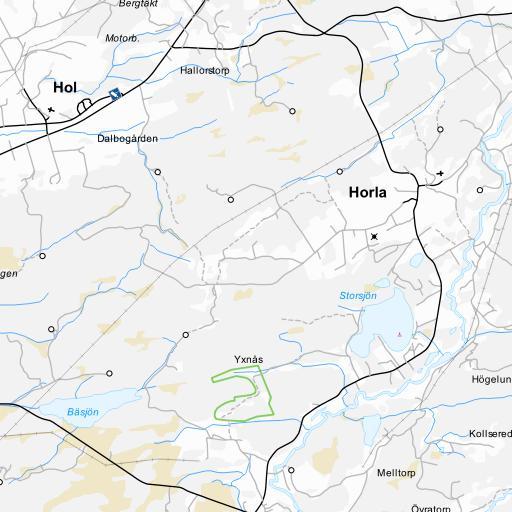 Bergtäkt
Motorb.
Hallorstorp
Hol
Dalbogården
Horla
gen
Storsjön
Yxnås
Högelun
Bäsjön
Kollsered
Melltorp
Övratorp